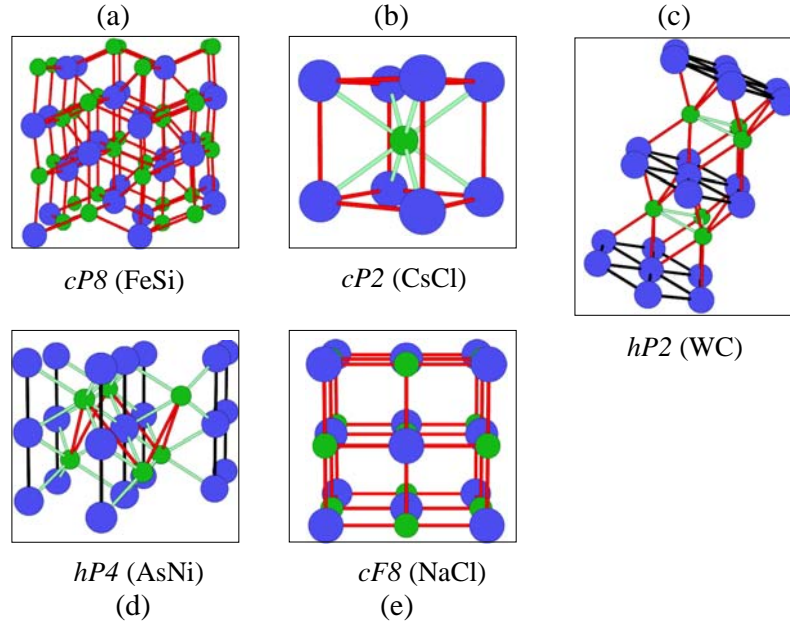 (a) (b) (c)
cP8 (FeSi) cP2 (CsCl)
hP2 (WC)
hP4 (AsNi) cF8 (NaCl)
(d) (e)